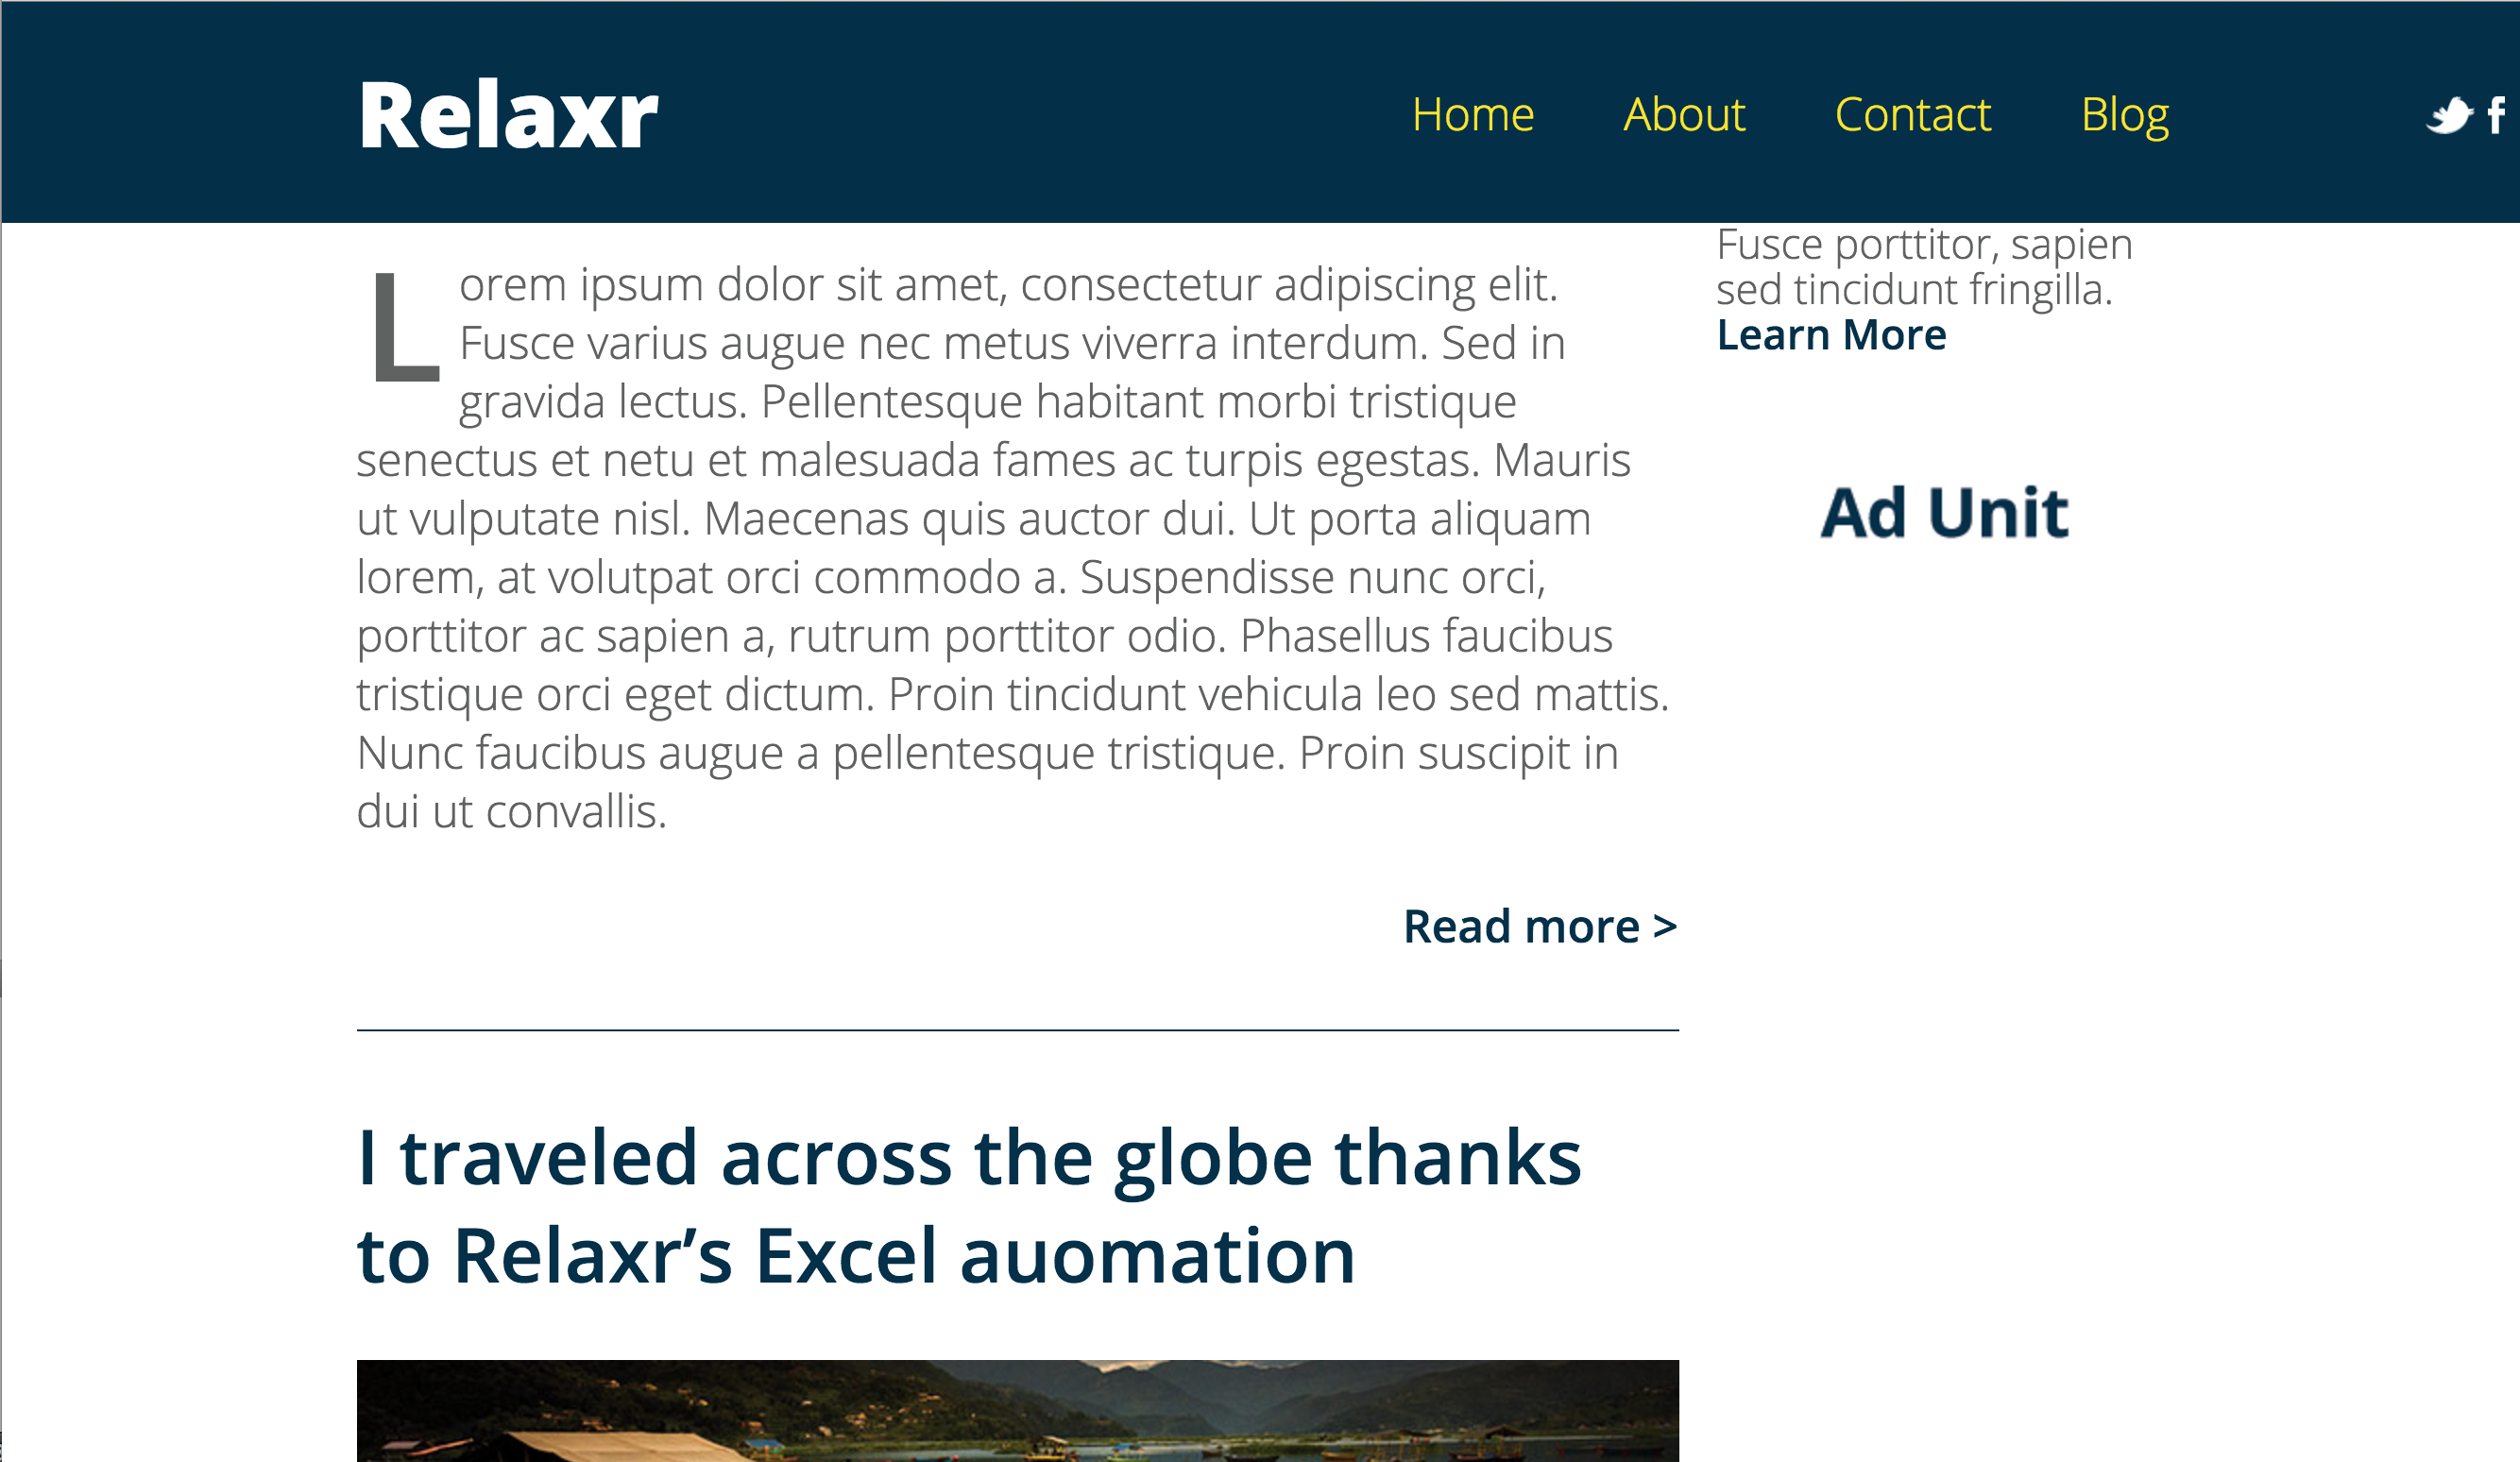 Relaxr
Home About Contact Blog
Lorem ipsum dolor sit amet, consectetur adipiscing elit.
Fusce varius augue nec metus viverra interdum. Sed in
gravida lectus. Pellentesque habitant morbi tristique
senectus et netu et malesuada fames ac turpis egestas. Mauris
ut vulputate nisl. Maecenas quis auctor dui. Ut porta aliquam
lorem, at volutpat orci commodo a. Suspendisse nunc orci,
porttitor ac sapien a, rutrum porttitor odio. Phasellus faucibus
tristique orci eget dictum. Proin tincidunt vehicula leo sed mattis.
Nunc faucibus augue a pellentesque tristique. Proin suscipit in
dui ut convallis.
Read more >
I traveled across the globe thanks
to Relaxr’s Excel auomation
Fusce porttitor, sapien
sed tincidunt fringilla.
Learn More
Ad Unit